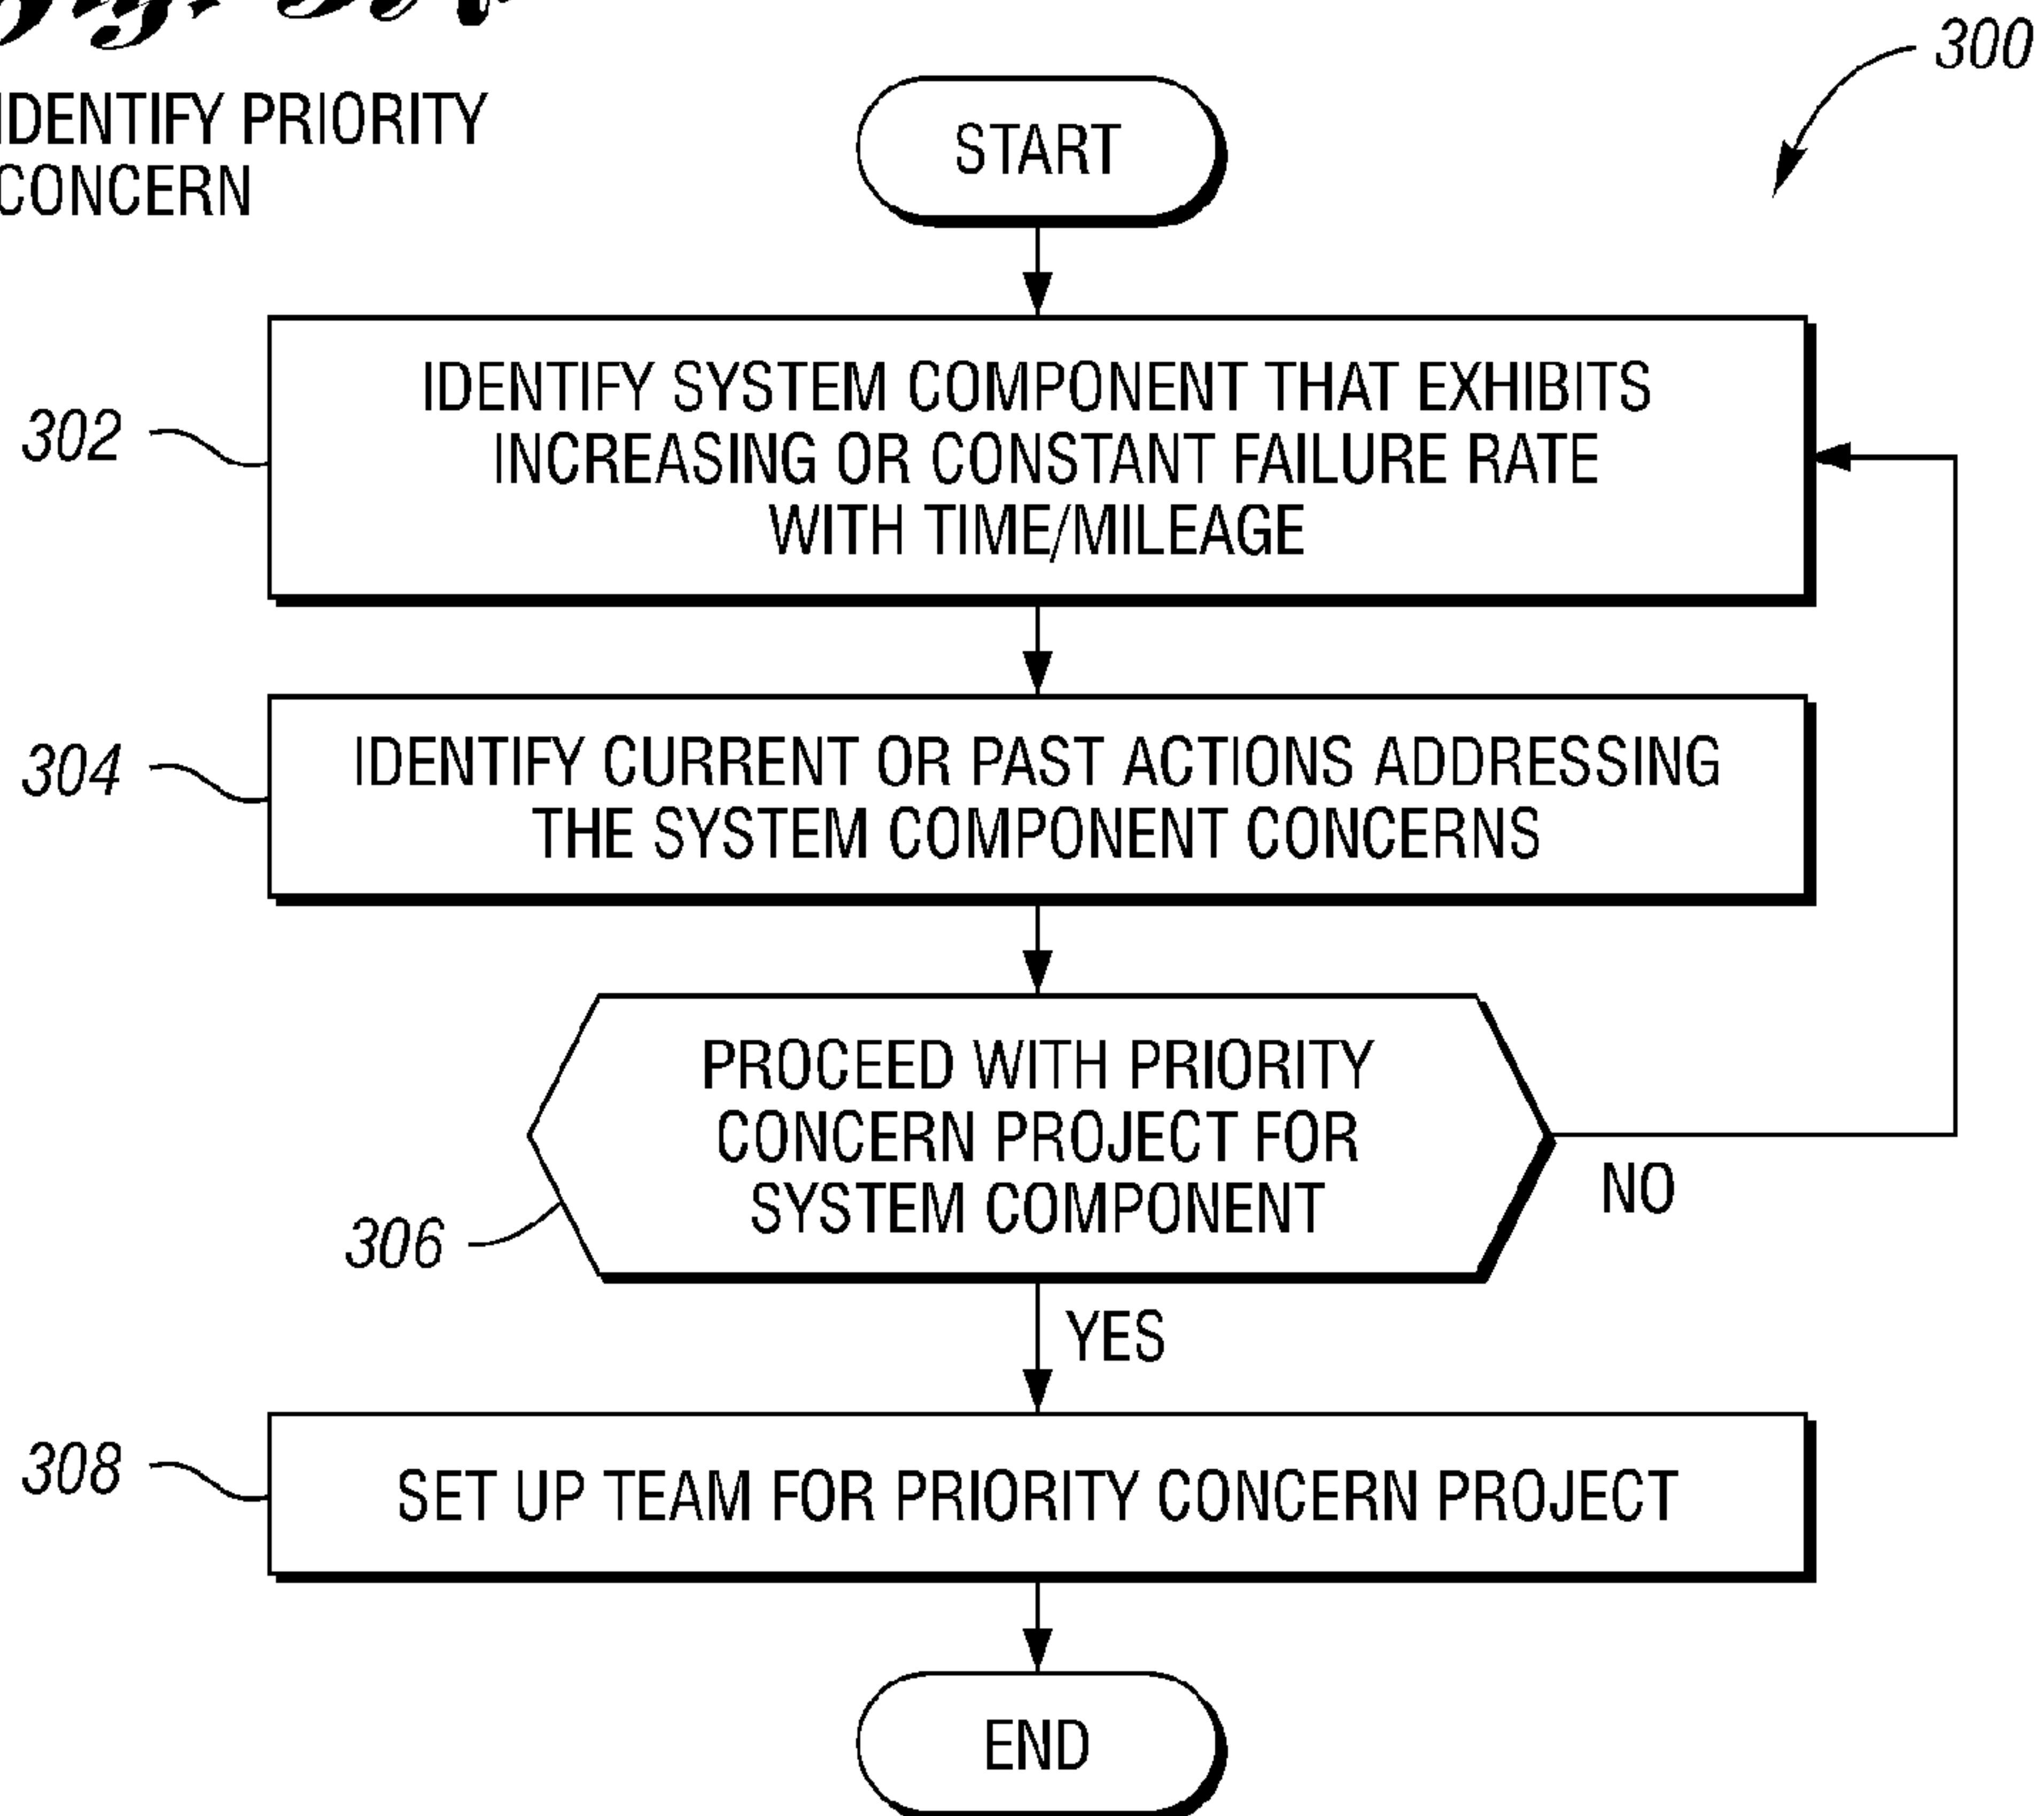 300
IDENTIFY PRIORITY
CONCERN
START
302
IDENTIFY SYSTEM COMPONENT THAT EXHIBITS
INCREASING OR CONSTANT FAILURE RATE
WITH TIME/MILEAGE
304
IDENTIFY CURRENT OR PAST ACTIONS ADDRESSING
THE SYSTEM COMPONENT CONCERNS
306
PROCEED WITH PRIORITY
CONCERN PROJECT FOR
SYSTEM COMPONENT
NO
YES
308
SET UP TEAM FOR PRIORITY CONCERN PROJECT
END